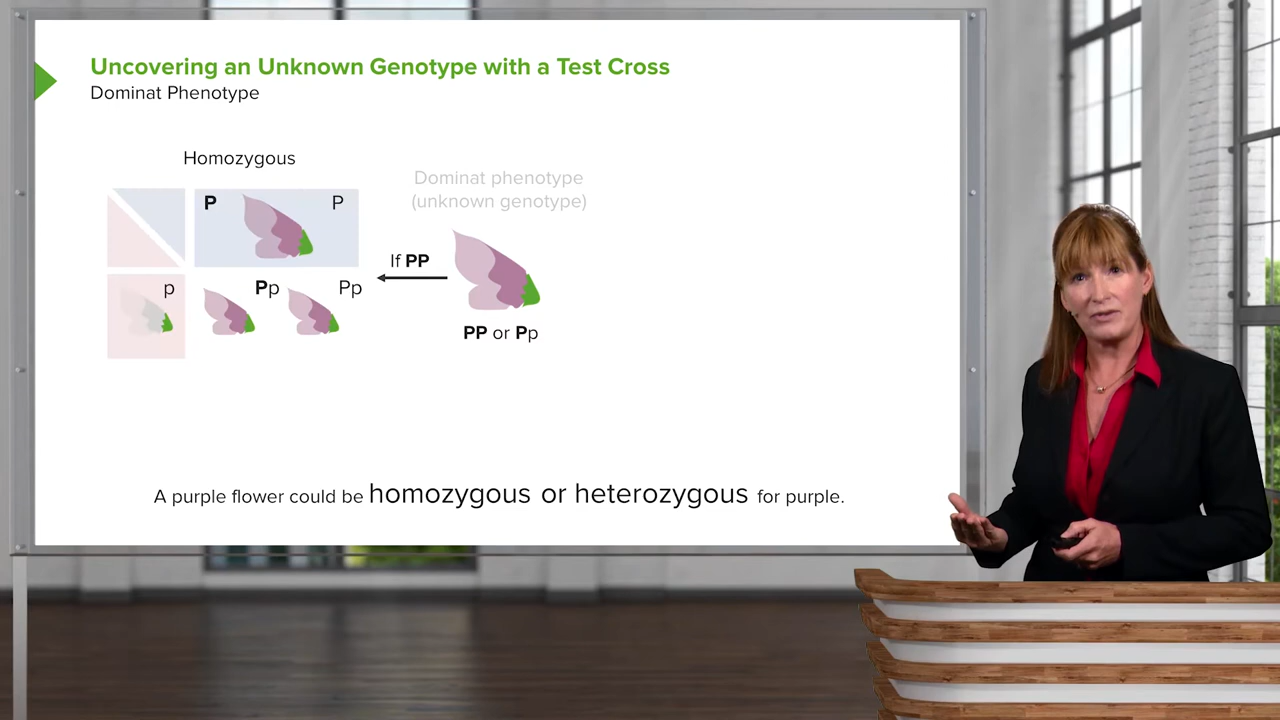 Uncovering an Unknown Genotype with a Test Cross
Dominat Phenotype
Homozygous
Dominat phenotype
(unknown genotype)
P P
If PP
p Pp Pp
PP or Pp
A purple flower could be homozygous or heterozygous for purple.